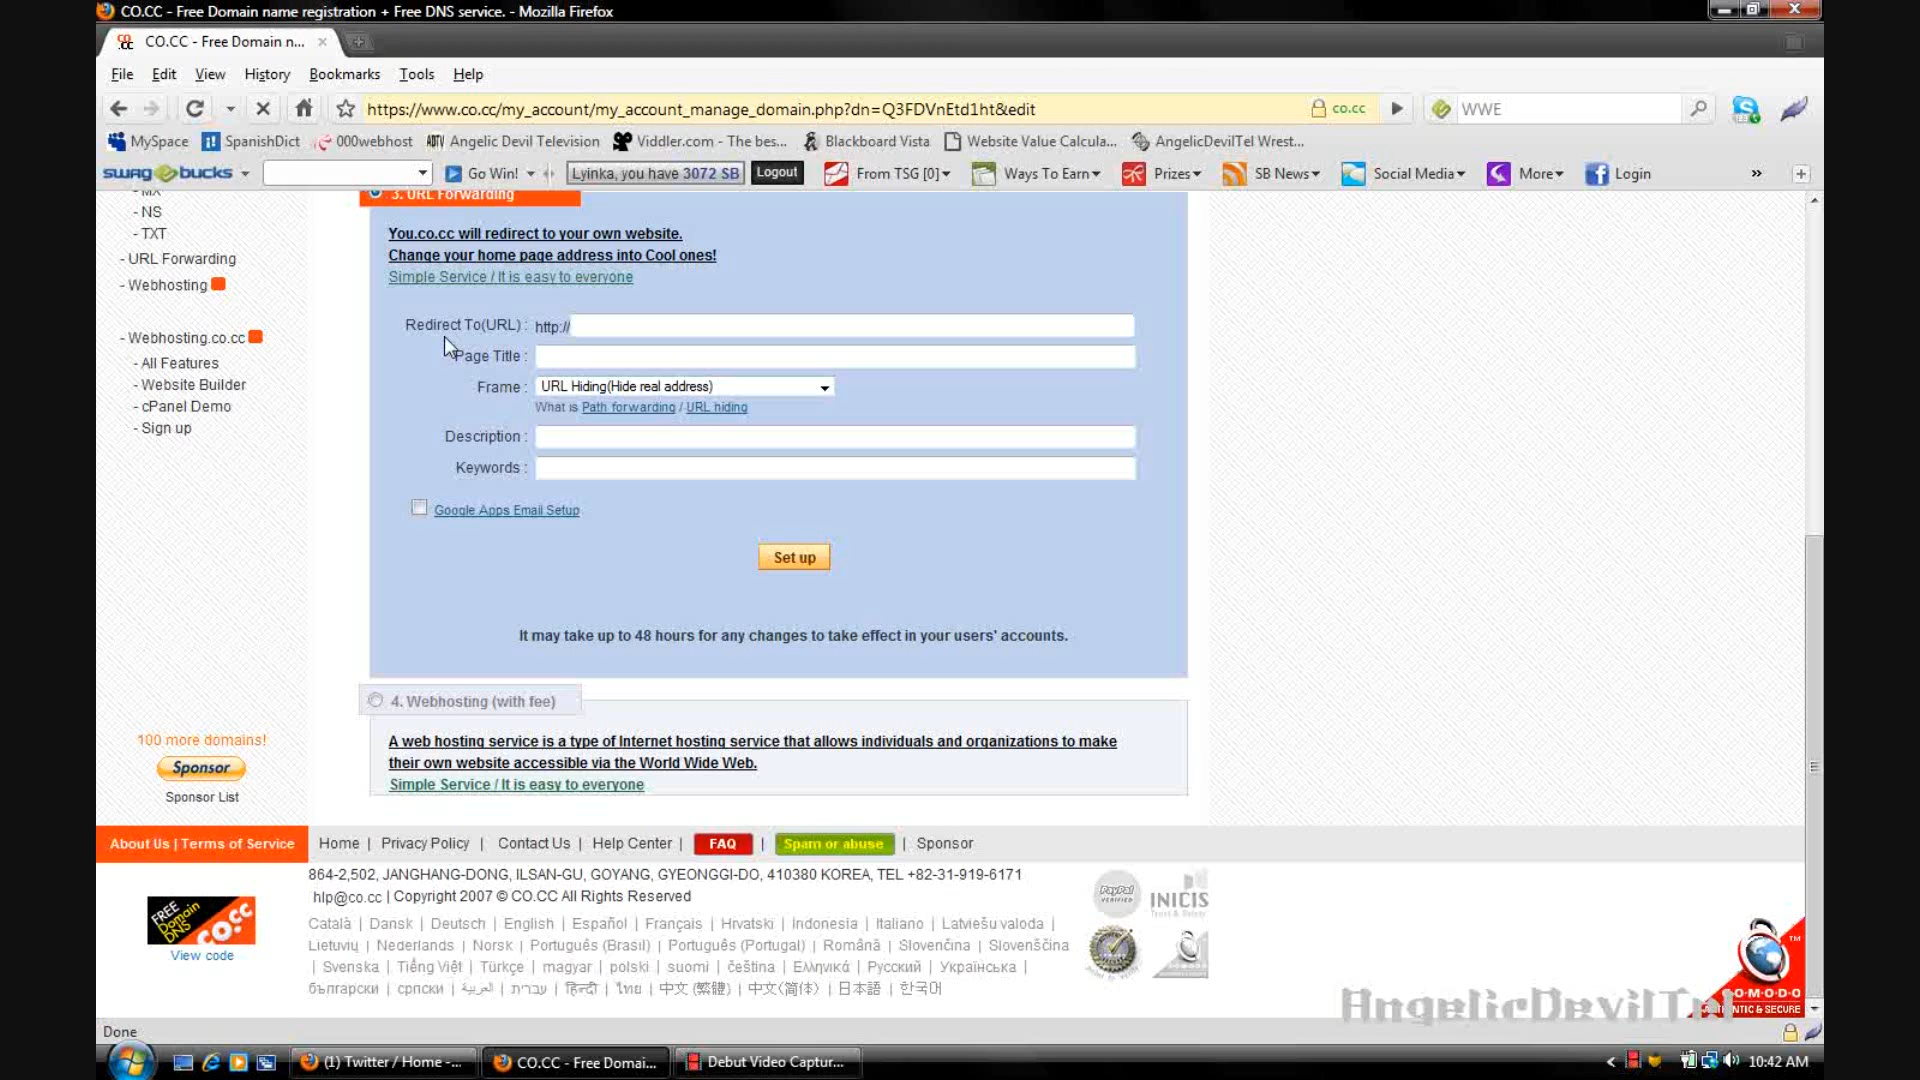 CO.CC - Free Domain name registration + Free DNS service. - Mozilla Firefox
CO.CC - Free Domain n...
File Edit View History Bookmarks Tools Help
https://www.co.cc/my_account/my_account_manage_domain.php?dn=Q3FDVnEtd1ht&edit co.cc WWE
MySpace SpanishDict 000webhost Angelic Devil Television Viddler.com - The bes... Blackboard Vista Website Value Calcula... AngelicDevilTel Wrest...
swagbucks Go Win! Lyinka, you have 3072 SB Logout From TSG [0] Ways To Earn Prizes SB News Social Media More Login »
- MX
- NS
- TXT
- URL Forwarding
- Webhosting
- Webhosting.co.cc
- All Features
- Website Builder
- cPanel Demo
- Sign up
100 more domains!
Sponsor
Sponsor List
3. URL Forwarding
You.co.cc will redirect to your own website.
Change your home page address into Cool ones!
Simple Service / It is easy to everyone
Redirect To(URL) : http://
Page Title :
Frame : URL Hiding(Hide real address)
What is Path forwarding / URL hiding
Description :
Keywords :
Google Apps Email Setup
Set up
It may take up to 48 hours for any changes to take effect in your users' accounts.
4. Webhosting (with fee)
A web hosting service is a type of Internet hosting service that allows individuals and organizations to make
their own website accessible via the World Wide Web.
Simple Service / It is easy to everyone
About Us | Terms of Service Home | Privacy Policy | Contact Us | Help Center | FAQ | Spam or abuse | Sponsor
864-2,502, JANGHANG-DONG, ILSAN-GU, GOYANG, GYEONGGI-DO, 410380 KOREA, TEL +82-31-919-6171
hlp@co.cc | Copyright 2007 © CO.CC All Rights Reserved
Català | Dansk | Deutsch | English | Español | Français | Hrvatski | Indonesia | Italiano | Latviešu valoda |
Lietuvių | Nederlands | Norsk | Português (Brasil) | Português (Portugal) | Română | Slovenčina | Slovenščina
| Svenska | Tiếng Việt | Türkçe | magyar | polski | suomi | čeština | Ελληνικά | Русский | Українська |
български | српски | العربية | עברית | हिन्दी | ไทย | 中文 (繁體) | 中文(简体) | 日本語 | 한국어
FREE Domain DNS co.cc
View code
PayPal VERIFIED
INICIS
AngelicDevilTel
Done
(1) Twitter / Home -... CO.CC - Free Domai... Debut Video Captur... < 10:42 AM